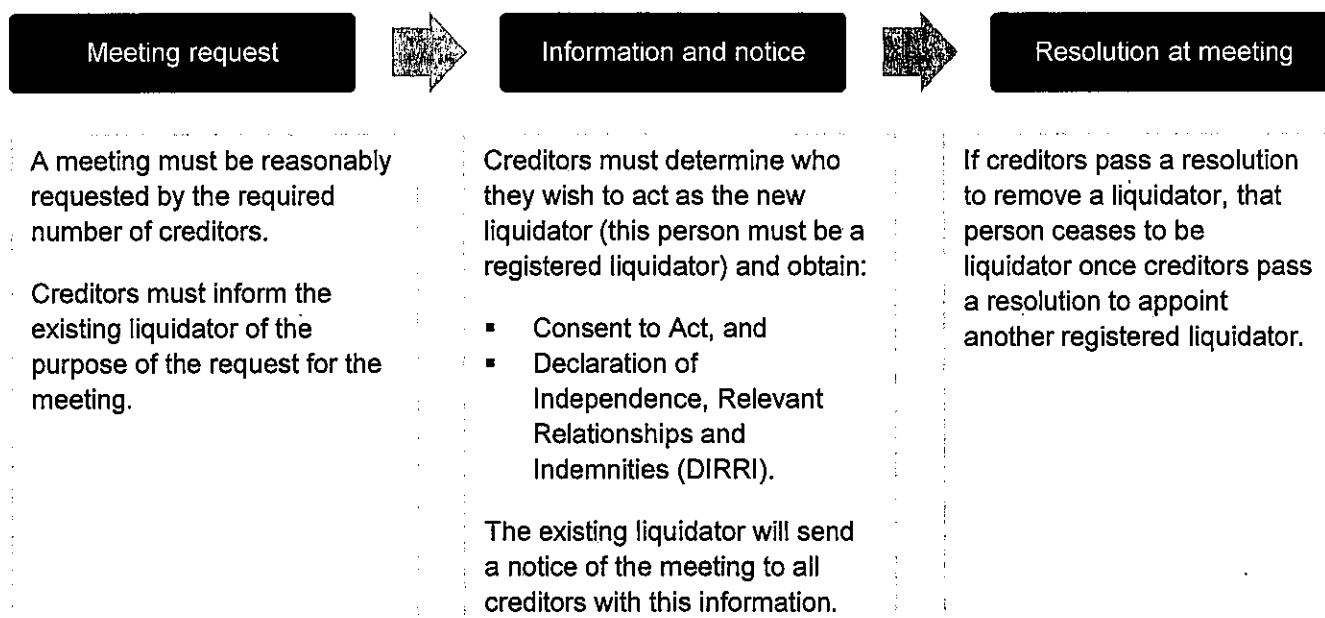 Meeting request
Information and notice
Resolution at meeting
A meeting must be reasonably
requested by the required
number of creditors.
Creditors must inform the
existing liquidator of the
purpose of the request for the
meeting.
Creditors must determine who
they wish to act as the new
liquidator (this person must be a
registered liquidator) and obtain:
▪ Consent to Act, and
▪ Declaration of
Independence, Relevant
Relationships and
Indemnities (DIRRI).
The existing liquidator will send
a notice of the meeting to all
creditors with this information.
If creditors pass a resolution
to remove a liquidator, that
person ceases to be
liquidator once creditors pass
a resolution to appoint
another registered liquidator.